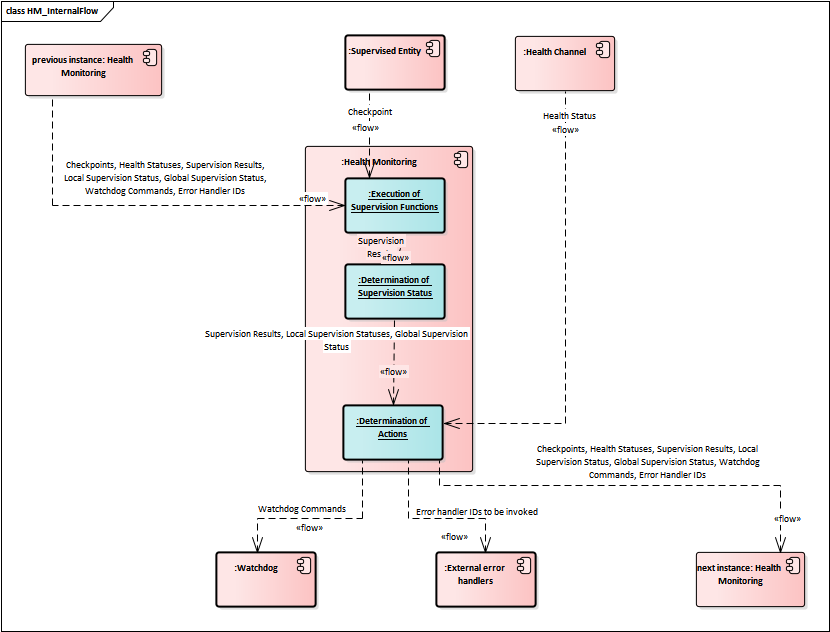 class HM_InternalFlow
previous instance: Health
Monitoring
:Supervised Entity
:Health Channel
Checkpoint
«flow»
Health Status
«flow»
:Health Monitoring
Checkpoints, Health Statuses, Supervision Results,
Local Supervision Status, Global Supervision Status,
Watchdog Commands, Error Handler IDs
«flow»
:Execution of
Supervision Functions
Supervision
Res
«flow»
:Determination of
Supervision Status
Supervision Results, Local Supervision Statuses, Global Supervision
Status
«flow»
:Determination of
Actions
Checkpoints, Health Statuses, Supervision Results, Local
Supervision Status, Global Supervision Status, Watchdog
Commands, Error Handler IDs
Watchdog Commands
«flow»
Error handler IDs to be invoked
«flow»
«flow»
:Watchdog
:External error
handlers
next instance: Health
Monitoring